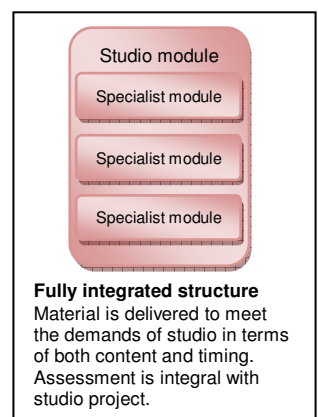 Studio module
Specialist module
Specialist module
Specialist module
Fully integrated structure
Material is delivered to meet
the demands of studio in terms
of both content and timing.
Assessment is integral with
studio project.